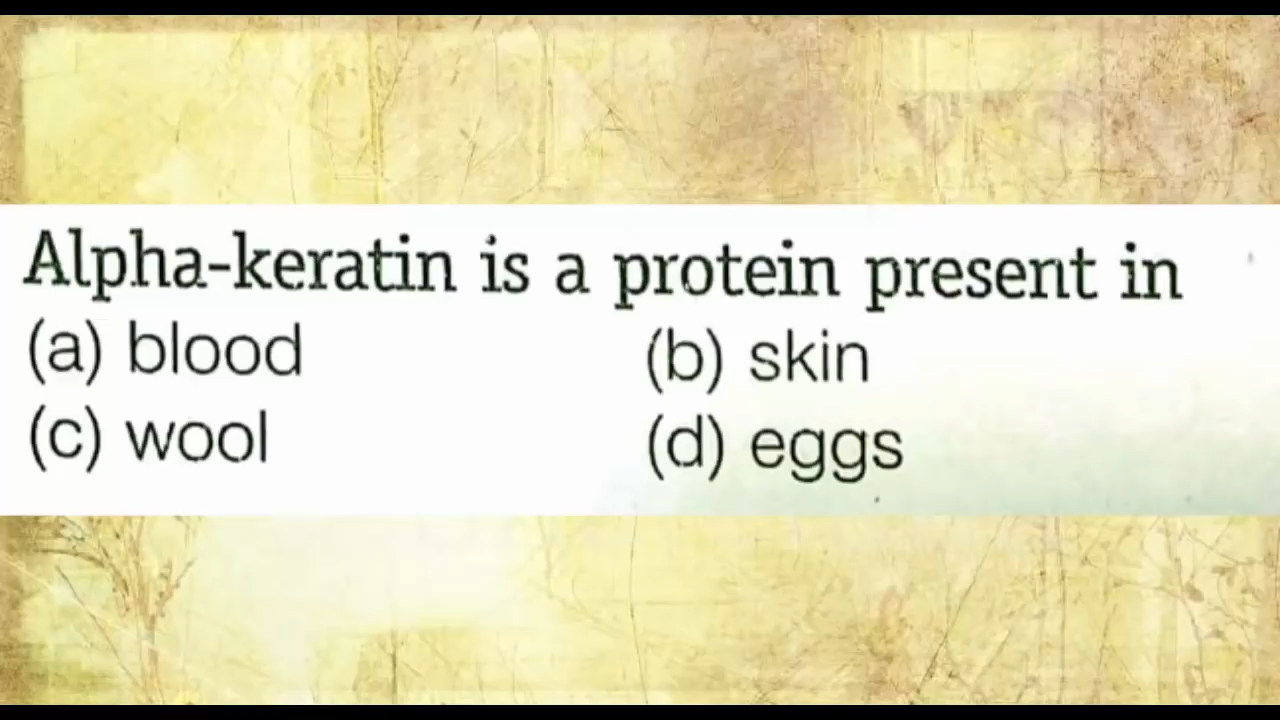 Alpha-keratin is a protein present in
(a) blood (b) skin
(c) wool (d) eggs